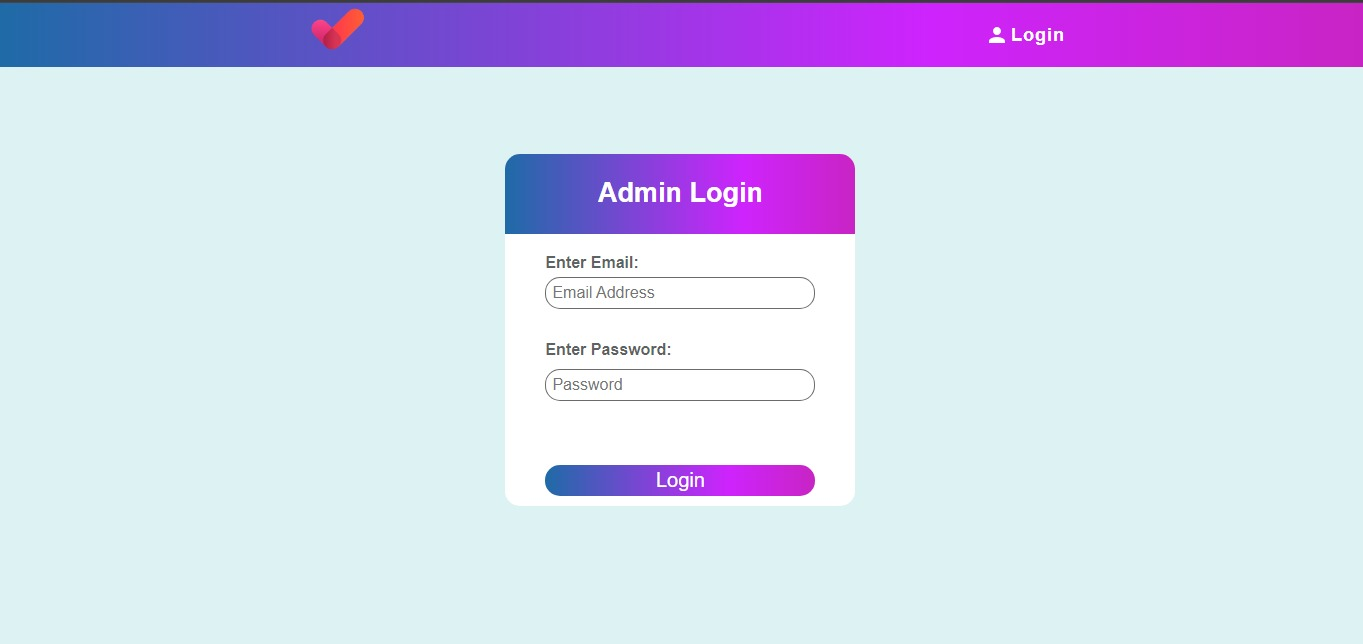 Login
Admin Login
Enter Email:
Email Address
Enter Password:
Password
Login